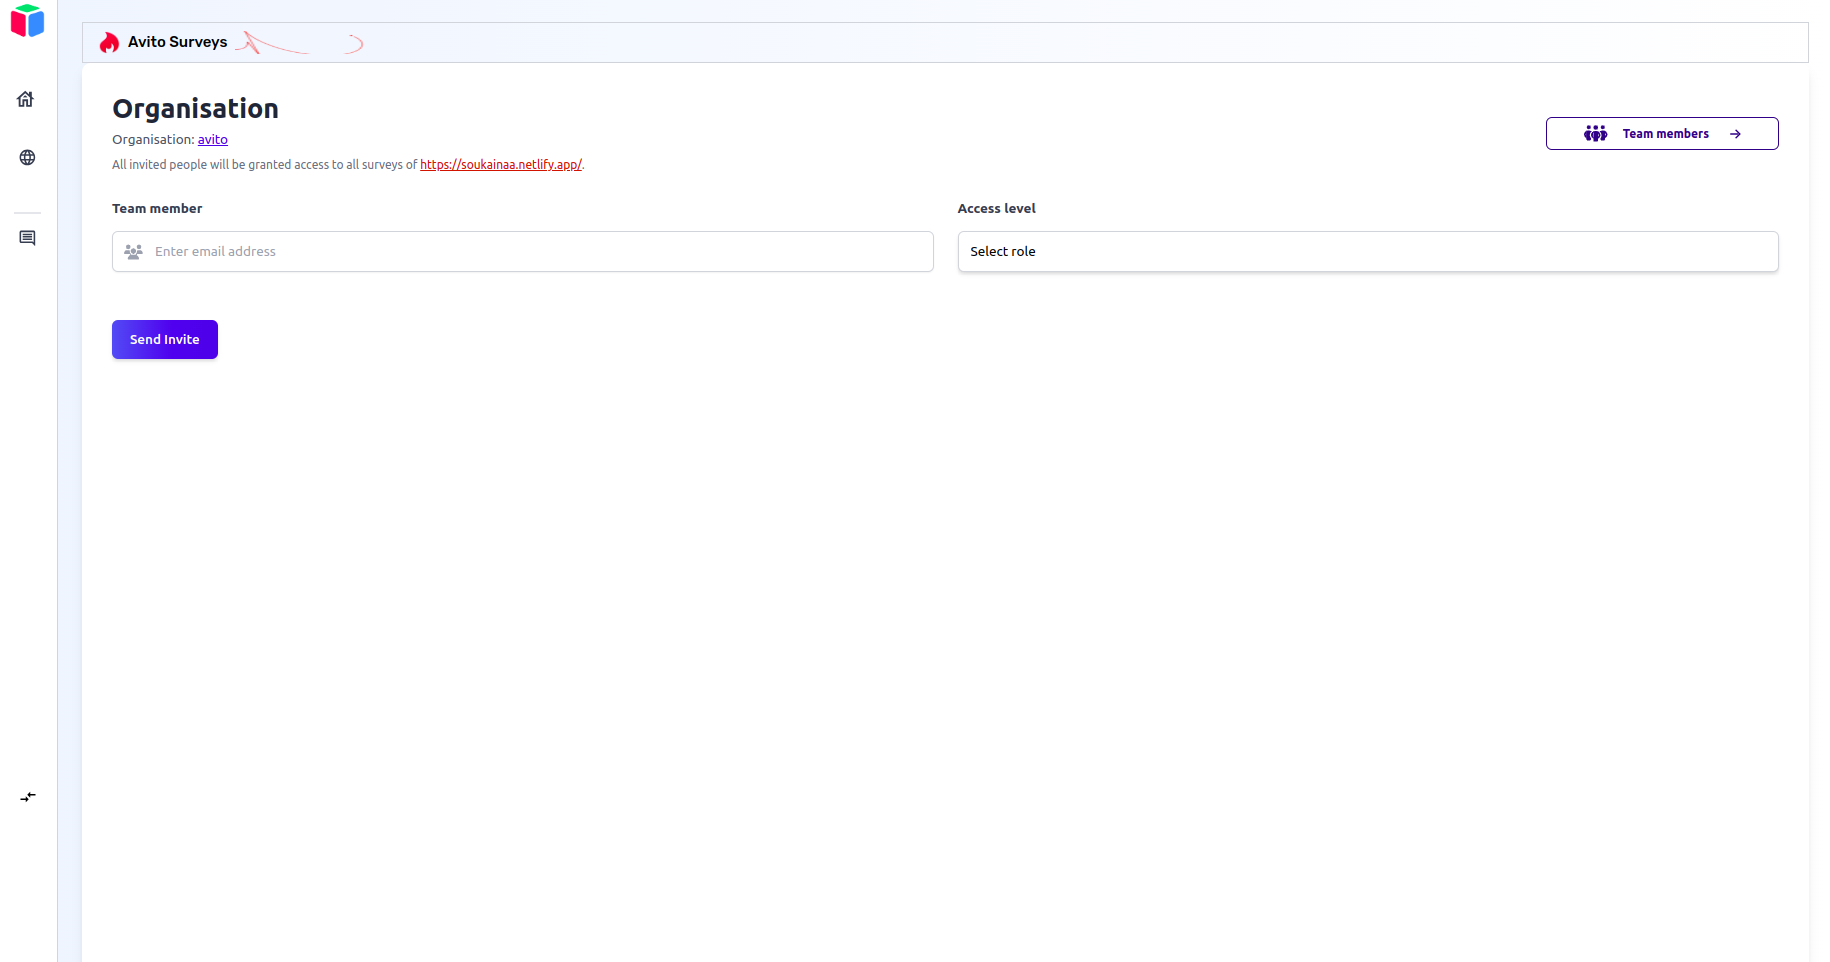 Avito Surveys
Organisation
Organisation: avito
Team members
All invited people will be granted access to all surveys of https://soukainaa.netlify.app/.
Team member
Access level
Enter email address
Select role
Send Invite